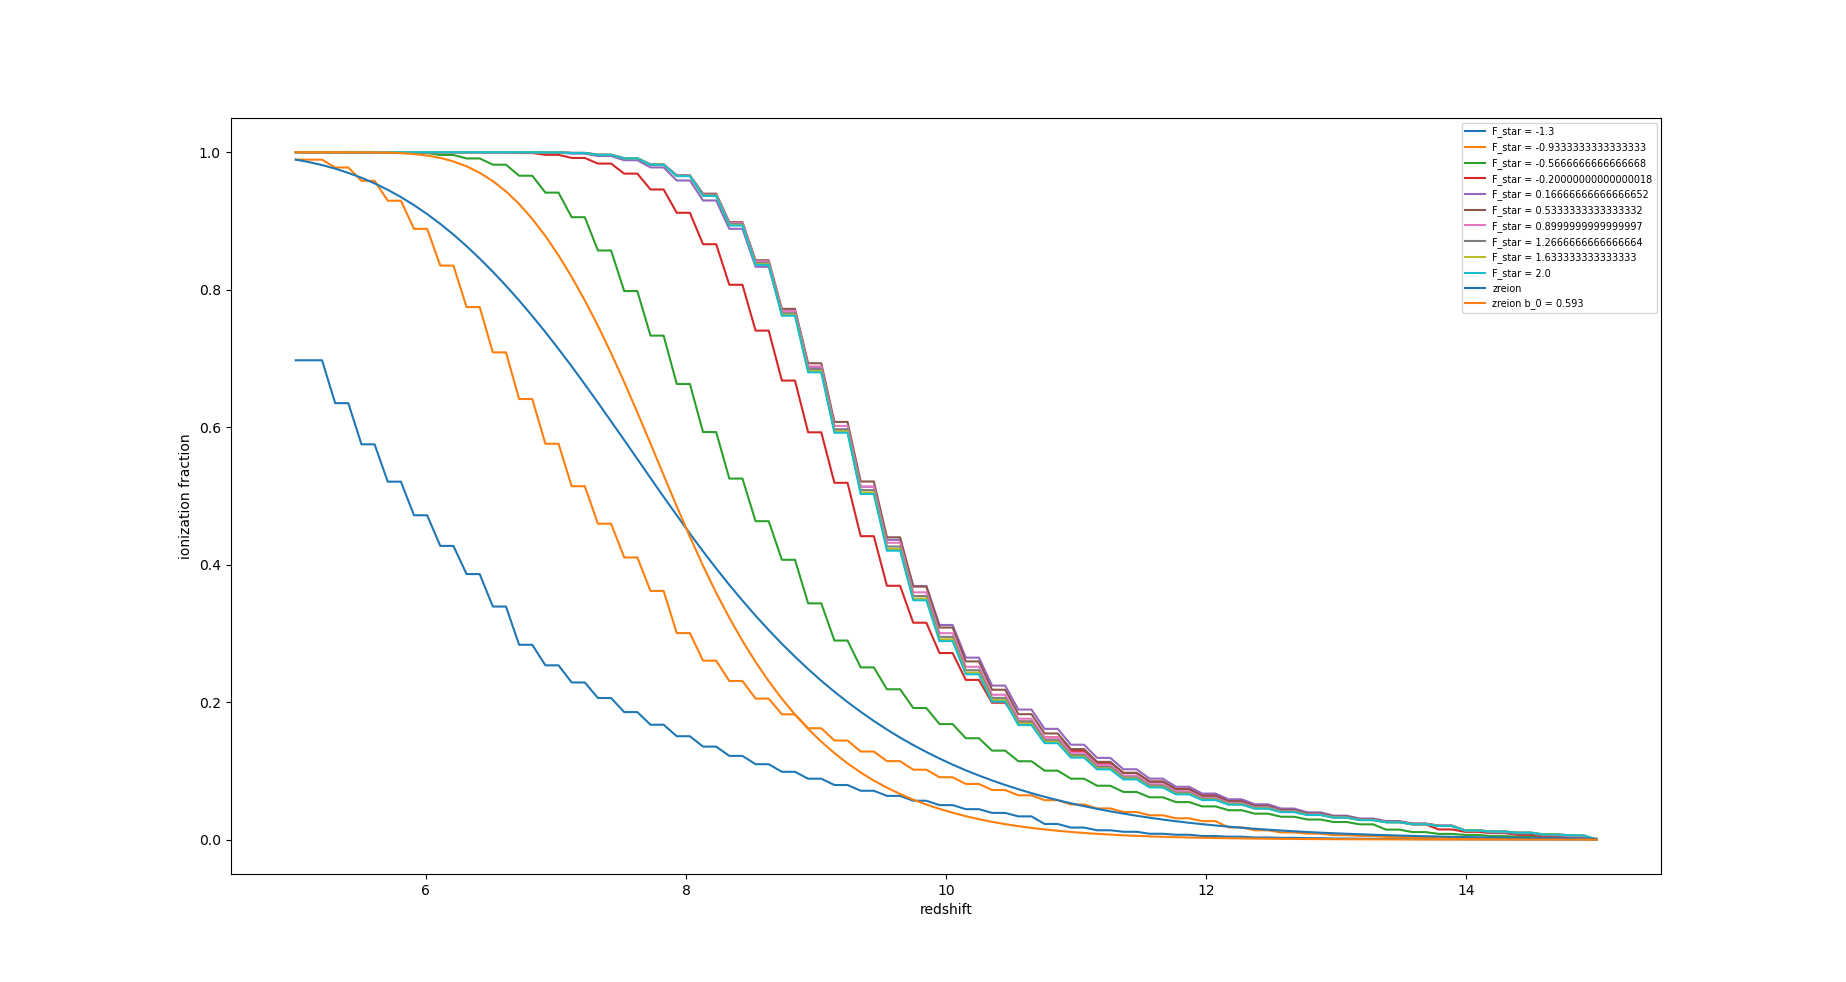 F_star = -1.3
F_star = -0.9333333333333333
F_star = -0.5666666666666668
F_star = -0.20000000000000018
F_star = 0.16666666666666652
F_star = 0.5333333333333332
F_star = 0.8999999999999997
F_star = 1.2666666666666664
F_star = 1.633333333333333
F_star = 2.0
zreion
zreion b_0 = 0.593
1.0
0.8
0.6
0.4
0.2
0.0
ionization fraction
6 8 10 12 14
redshift